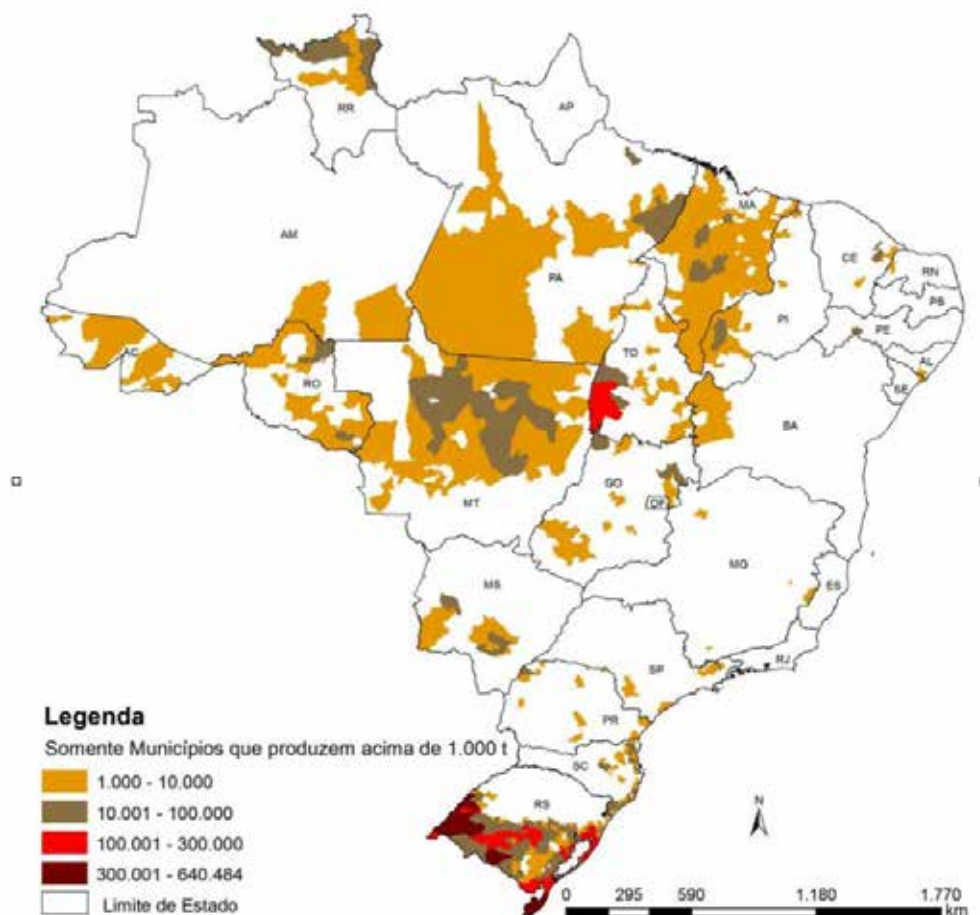 RR
AP
AM
PA
MA
CE
RN
PB
PI
PE
AL
SE
TO
AC
RO
BA
MT
GO
DF
MG
ES
MS
SP
RJ
PR
SC
RS
N
Legenda
Somente Municípios que produzem acima de 1.000 t
1.000 - 10.000
10.001 - 100.000
100.001 - 300.000
300.001 - 640.484
Limite de Estado
0 295 590 1.180 1.770
km